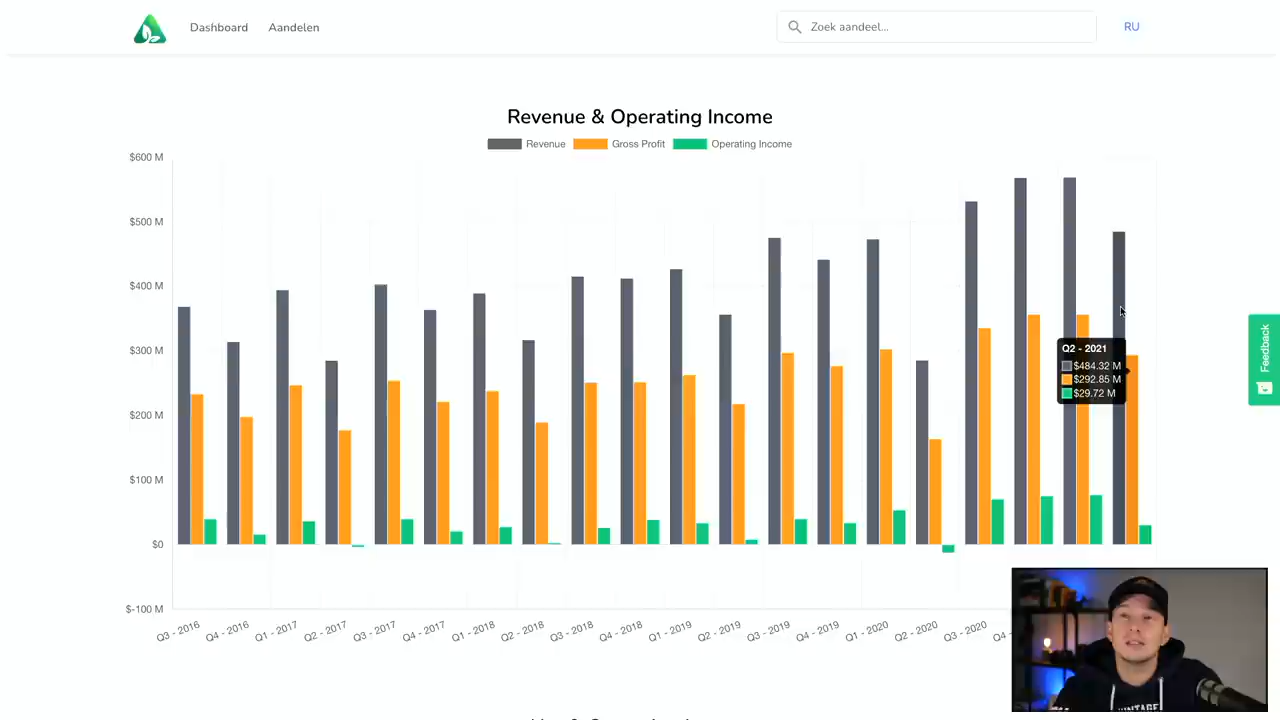 Dashboard Aandelen Zoek aandeel... RU
Revenue & Operating Income
Revenue Gross Profit Operating Income
$600 M
$500 M
$400 M
$300 M
$200 M
$100 M
$0
$-100 M
Q2 - 2021
$484.32 M
$292.85 M
$29.72 M
Feedback
Q3 - 2016 Q4 - 2016 Q1 - 2017 Q2 - 2017 Q3 - 2017 Q4 - 2017 Q1 - 2018 Q2 - 2018 Q3 - 2018 Q4 - 2018 Q1 - 2019 Q2 - 2019 Q3 - 2019 Q4 - 2019 Q1 - 2020 Q2 - 2020 Q3 - 2020 Q4 -
VINTAGE